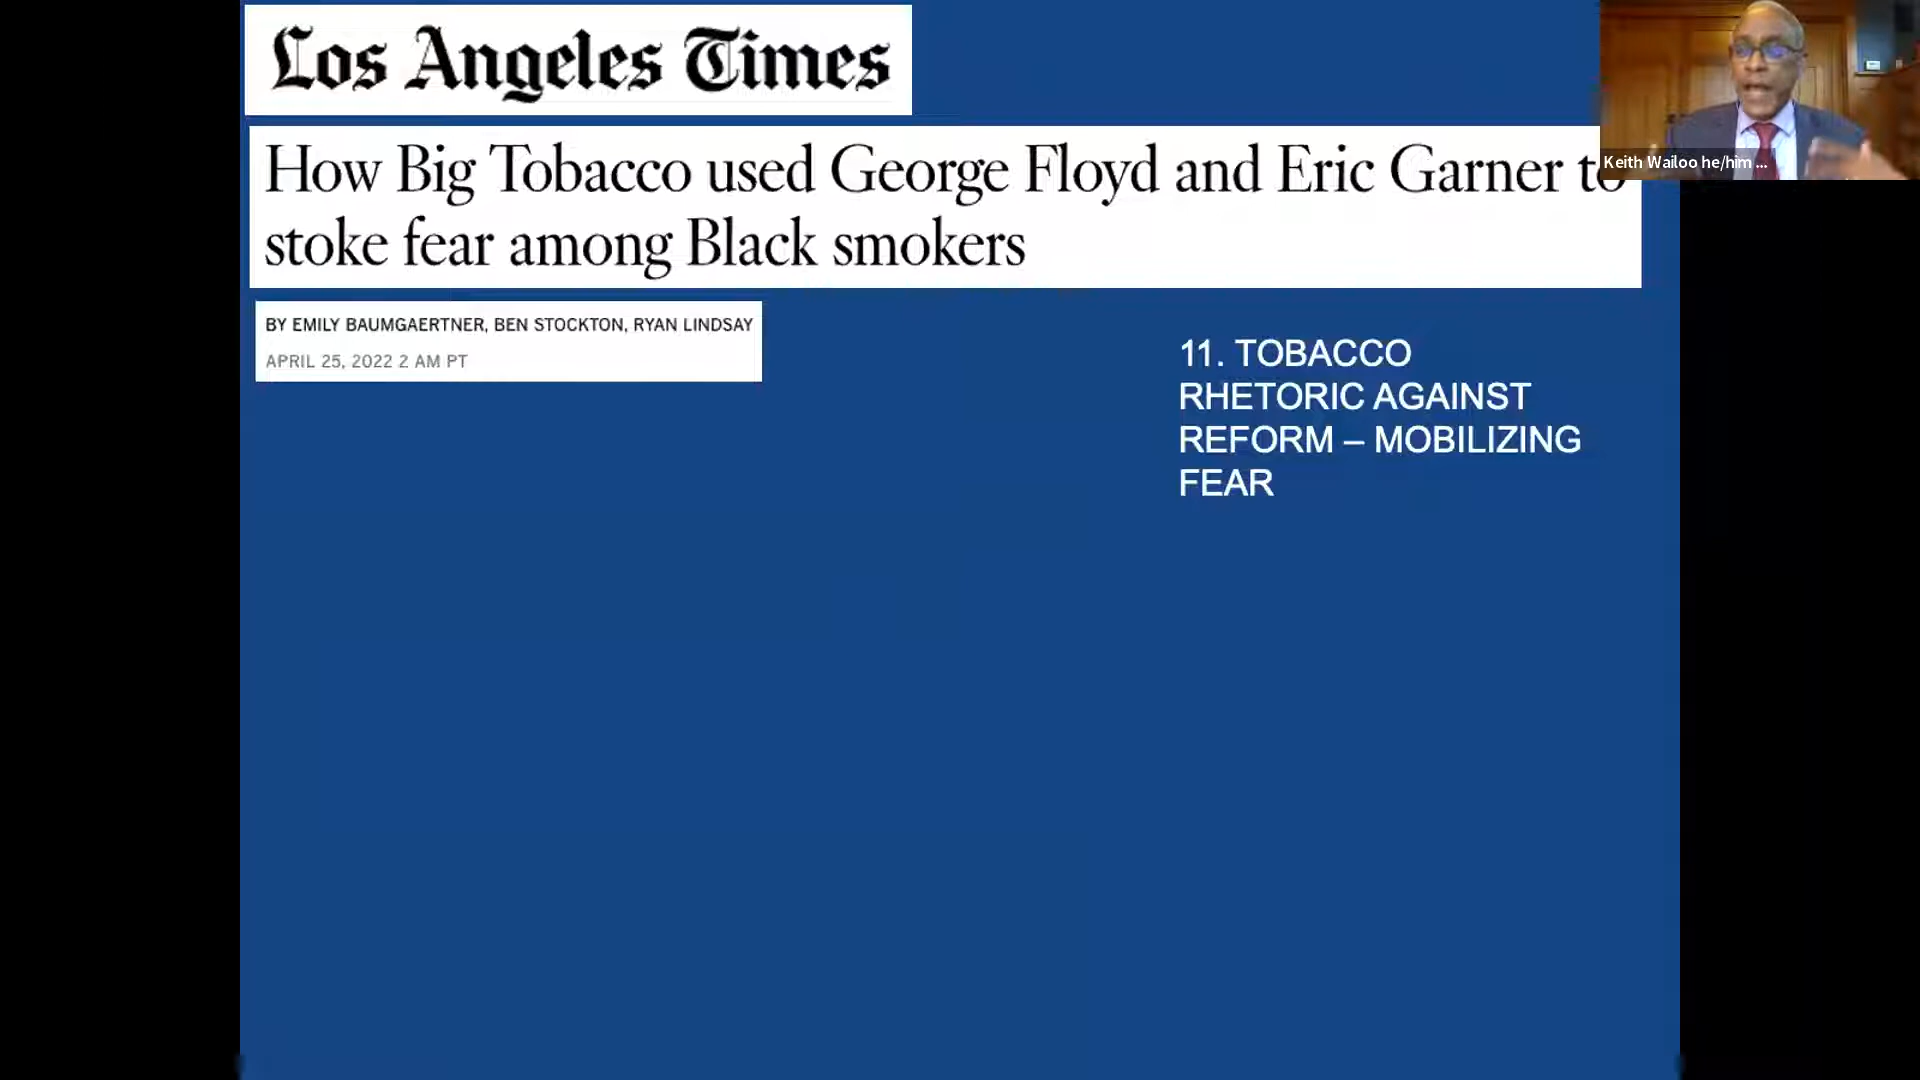 Los Angeles Times
How Big Tobacco used George Floyd and Eric Garner to
stoke fear among Black smokers
BY EMILY BAUMGAERTNER, BEN STOCKTON, RYAN LINDSAY
APRIL 25, 2022 2 AM PT
11. TOBACCO
RHETORIC AGAINST
REFORM – MOBILIZING
FEAR
Keith Wailoo he/him ...